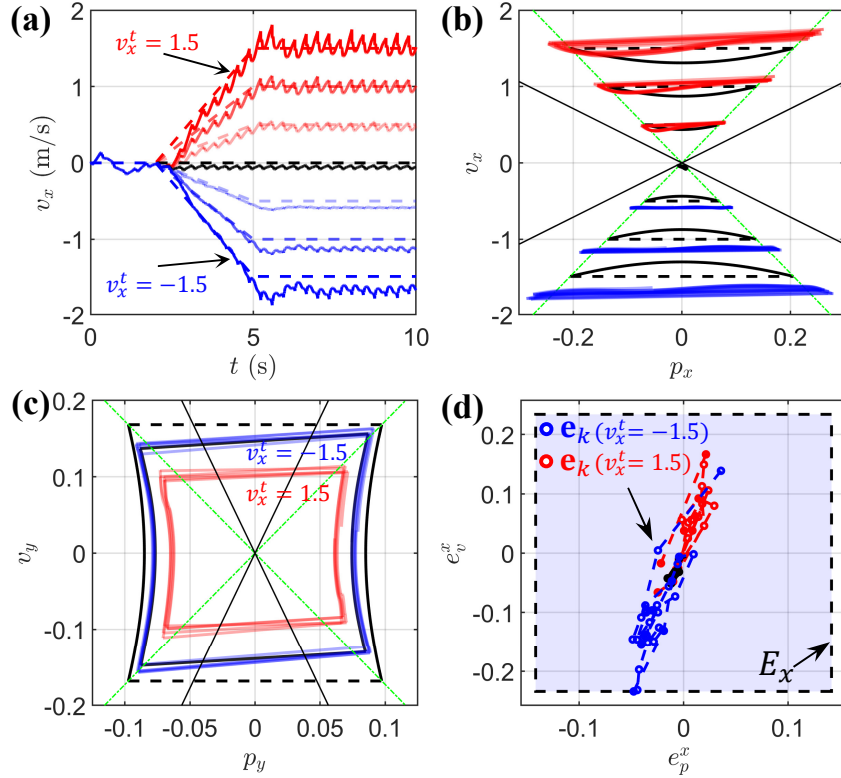 (a)
2
1
0
-1
-2
v_x (m/s)
v_x^t = 1.5
v_x^t = −1.5
0
5
10
t (s)
(b)
2
1
0
-1
-2
v_x
-0.2
0
0.2
p_x
(c)
0.2
0.1
0
-0.1
-0.2
v_y
v_x^t = −1.5
v_x^t = 1.5
-0.1
-0.05
0
0.05
0.1
p_y
(d)
0.2
0.1
0
-0.1
-0.2
e_v^x
e_k (v_x^t = −1.5)
e_k (v_x^t = 1.5)
E_x
-0.1
0
0.1
e_p^x